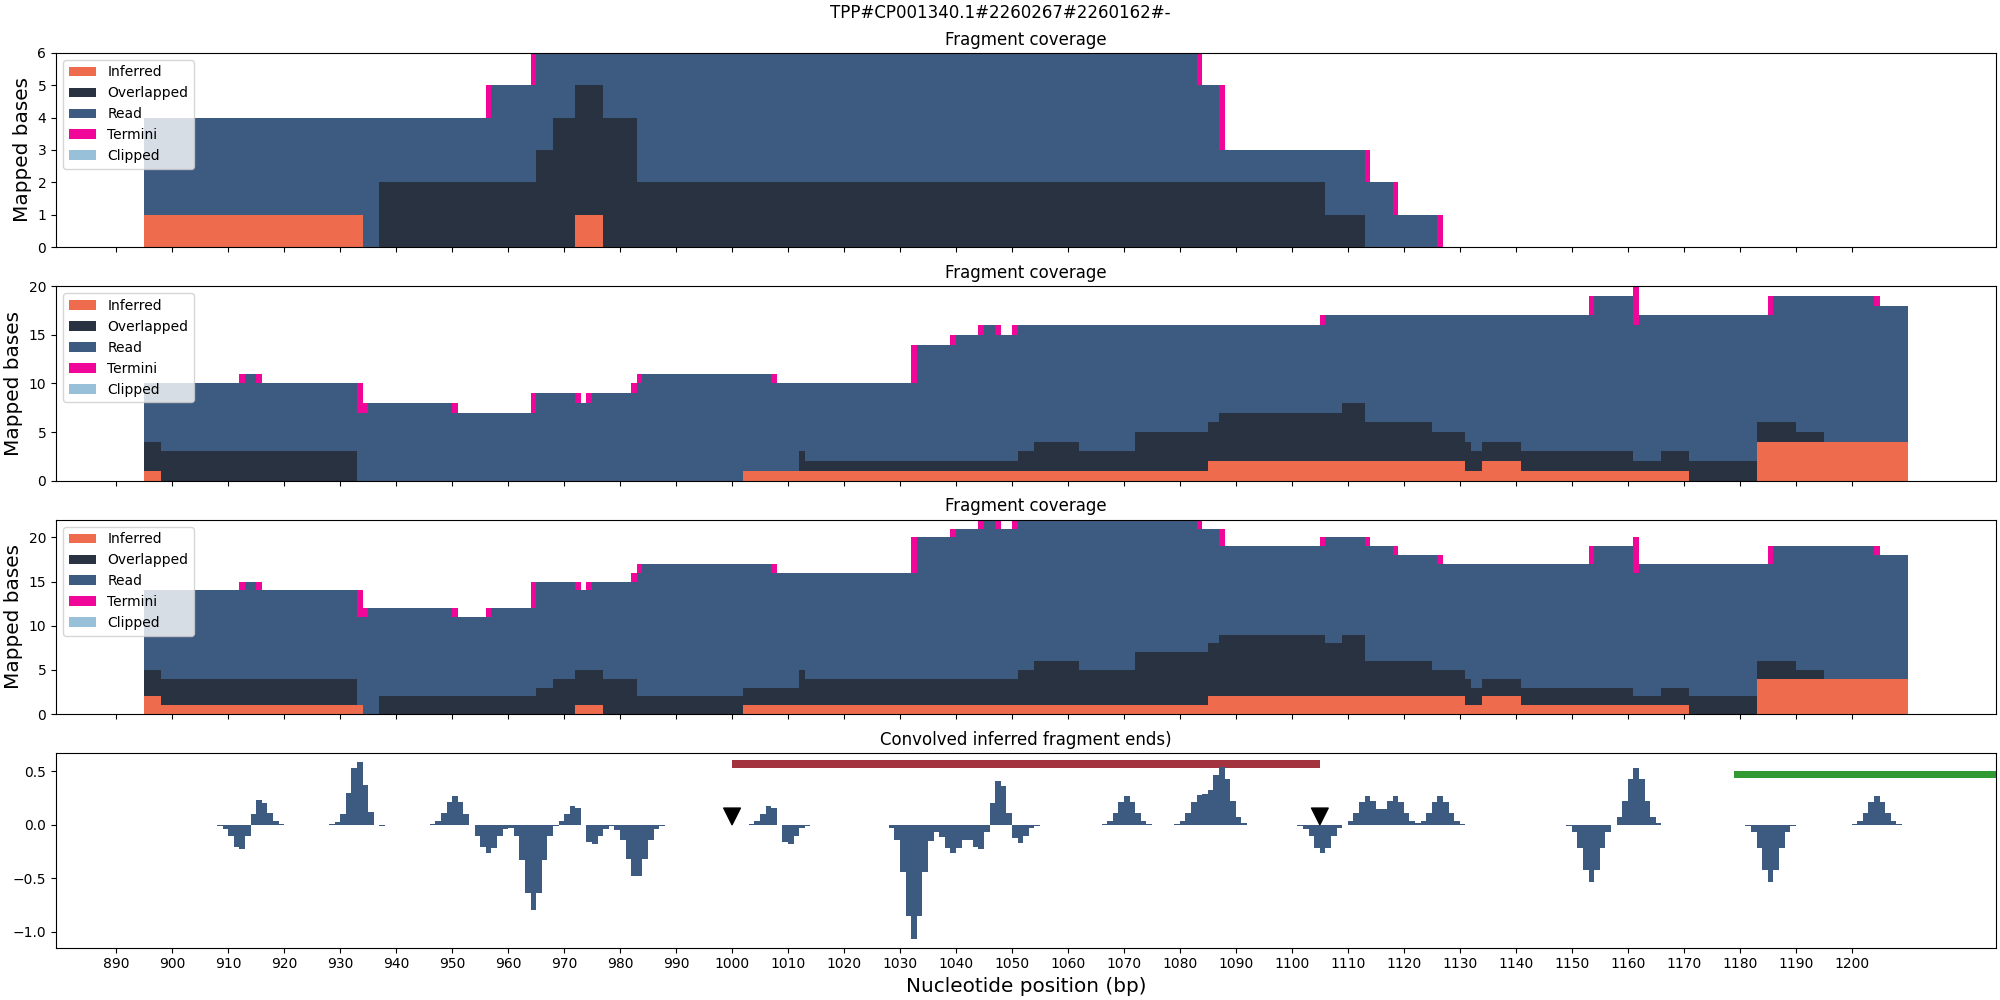 TPP#CP001340.1#2260267#2260162#-
Fragment coverage
Mapped bases
6
5
4
3
2
1
0
Inferred
Overlapped
Read
Termini
Clipped
Fragment coverage
Mapped bases
20
15
10
5
0
Inferred
Overlapped
Read
Termini
Clipped
Fragment coverage
Mapped bases
20
15
10
5
0
Inferred
Overlapped
Read
Termini
Clipped
Convolved inferred fragment ends)
0.5
0.0
−0.5
−1.0
890 900 910 920 930 940 950 960 970 980 990 1000 1010 1020 1030 1040 1050 1060 1070 1080 1090 1100 1110 1120 1130 1140 1150 1160 1170 1180 1190 1200
Nucleotide position (bp)